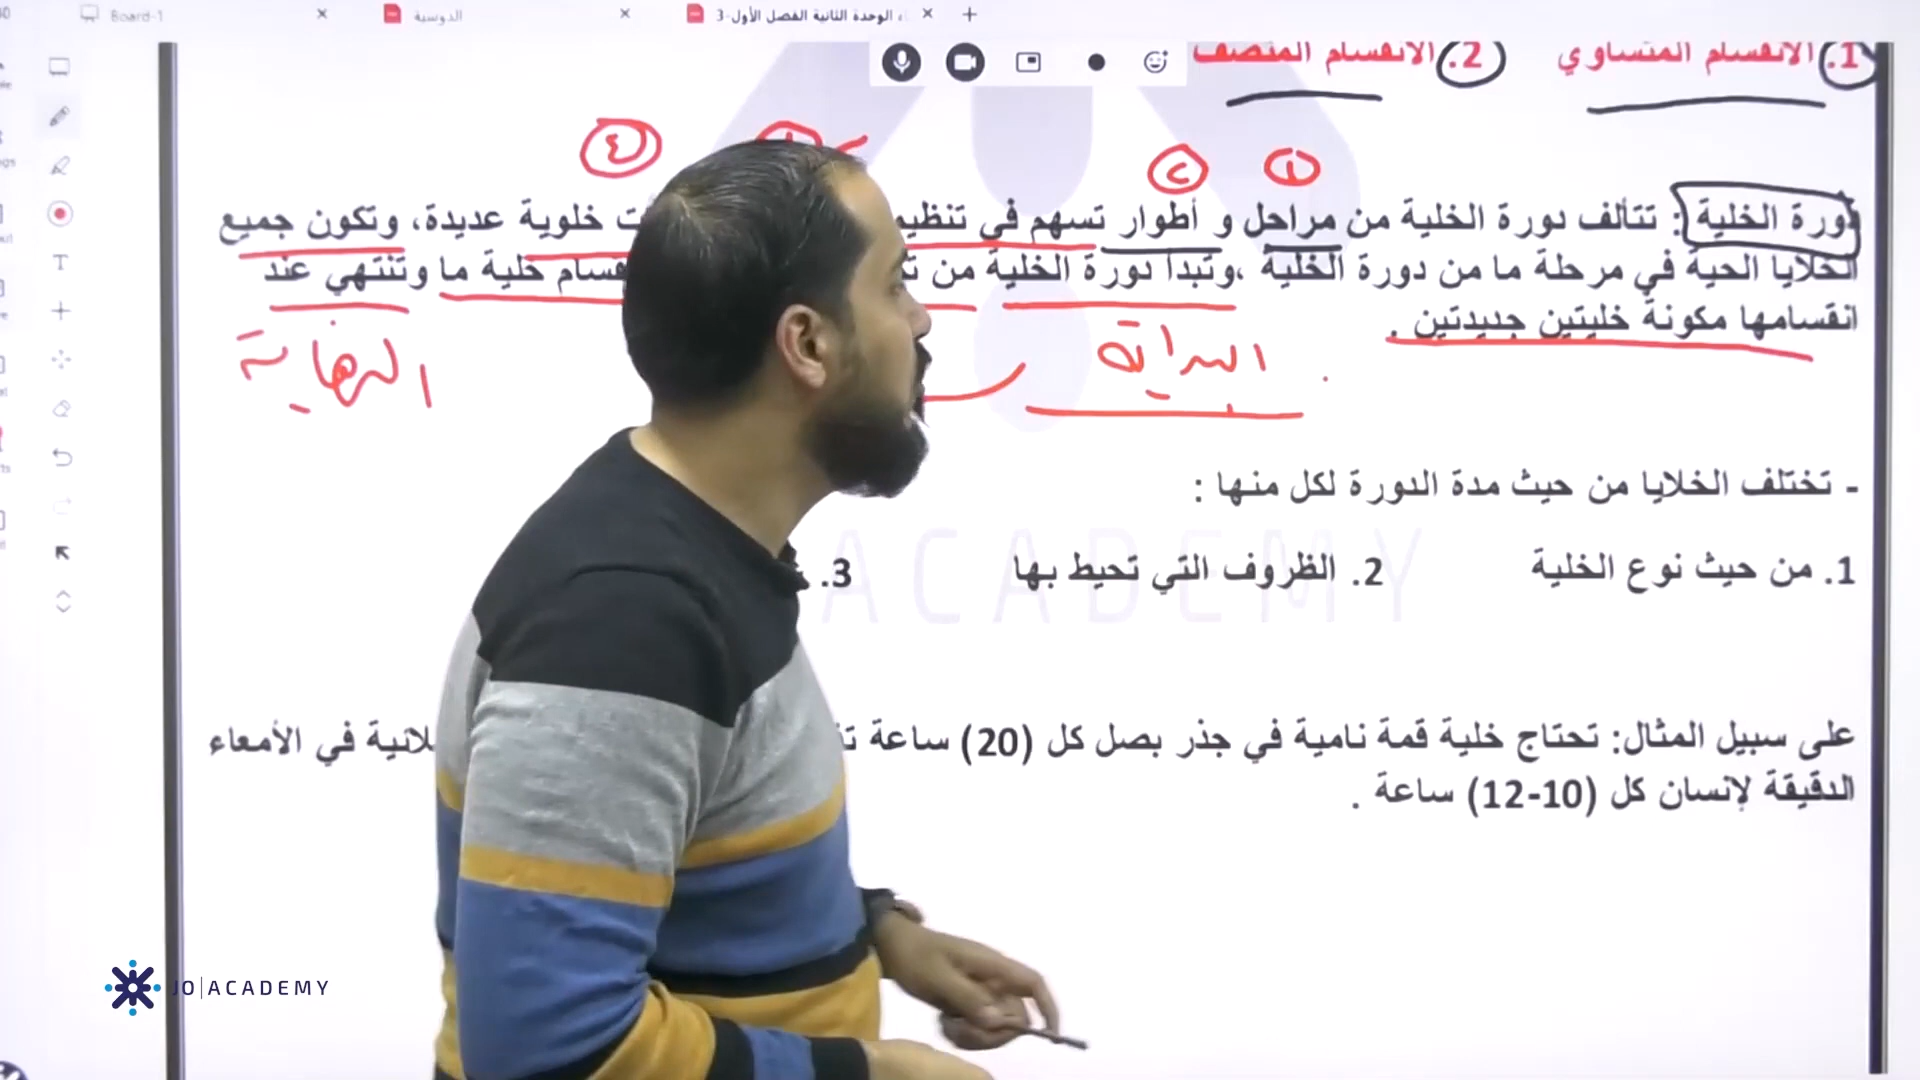 Board-1
الدوسية
الوحدة الثانية الفصل الأول-3
1. الانقسام المتساوي 2. الانقسام المنصف
1 2 4
دورة الخلية : تتألف دورة الخلية من مراحل و أطوار تسهم في تنظيم خلوية عديدة، وتكون جميع
الخلايا الحية في مرحلة ما من دورة الخلية ،وتبدأ دورة الخلية من خلية ما وتنتهي عند
انقسامها مكونة خليتين جديدتين .
البداية النهاية
- تختلف الخلايا من حيث مدة الدورة لكل منها :
1. من حيث نوع الخلية 2. الظروف التي تحيط بها 3.
ACADEMY
على سبيل المثال: تحتاج خلية قمة نامية في جذر بصل كل (20) ساعة في الأمعاء
الدقيقة لإنسان كل (10-12) ساعة .
JO|ACADEMY